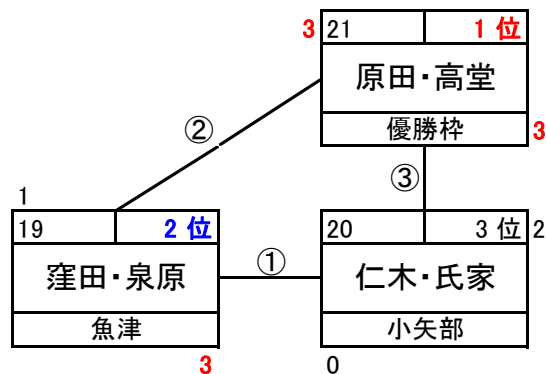 3 21 1 位
原田・高堂
優勝枠 3
②
③
1
19 2 位
窪田・泉原
魚津
3
①
20 3 位 2
仁木・氏家
小矢部
0